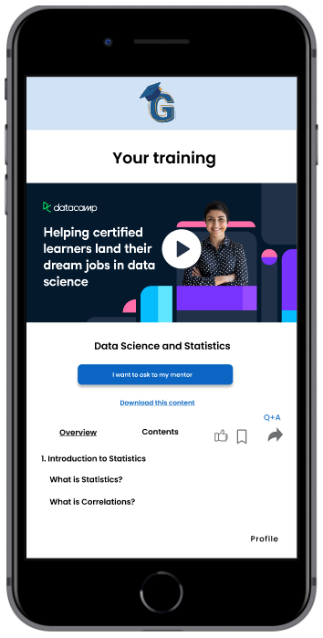 G
Your training
datacamp
Helping certified
learners land their
dream jobs in data
science
Data Science and Statistics
I want to ask to my mentor
Download this content
Q+A
Overview
Contents
1. Introduction to Statistics
What is Statistics?
What is Correlations?
Profile